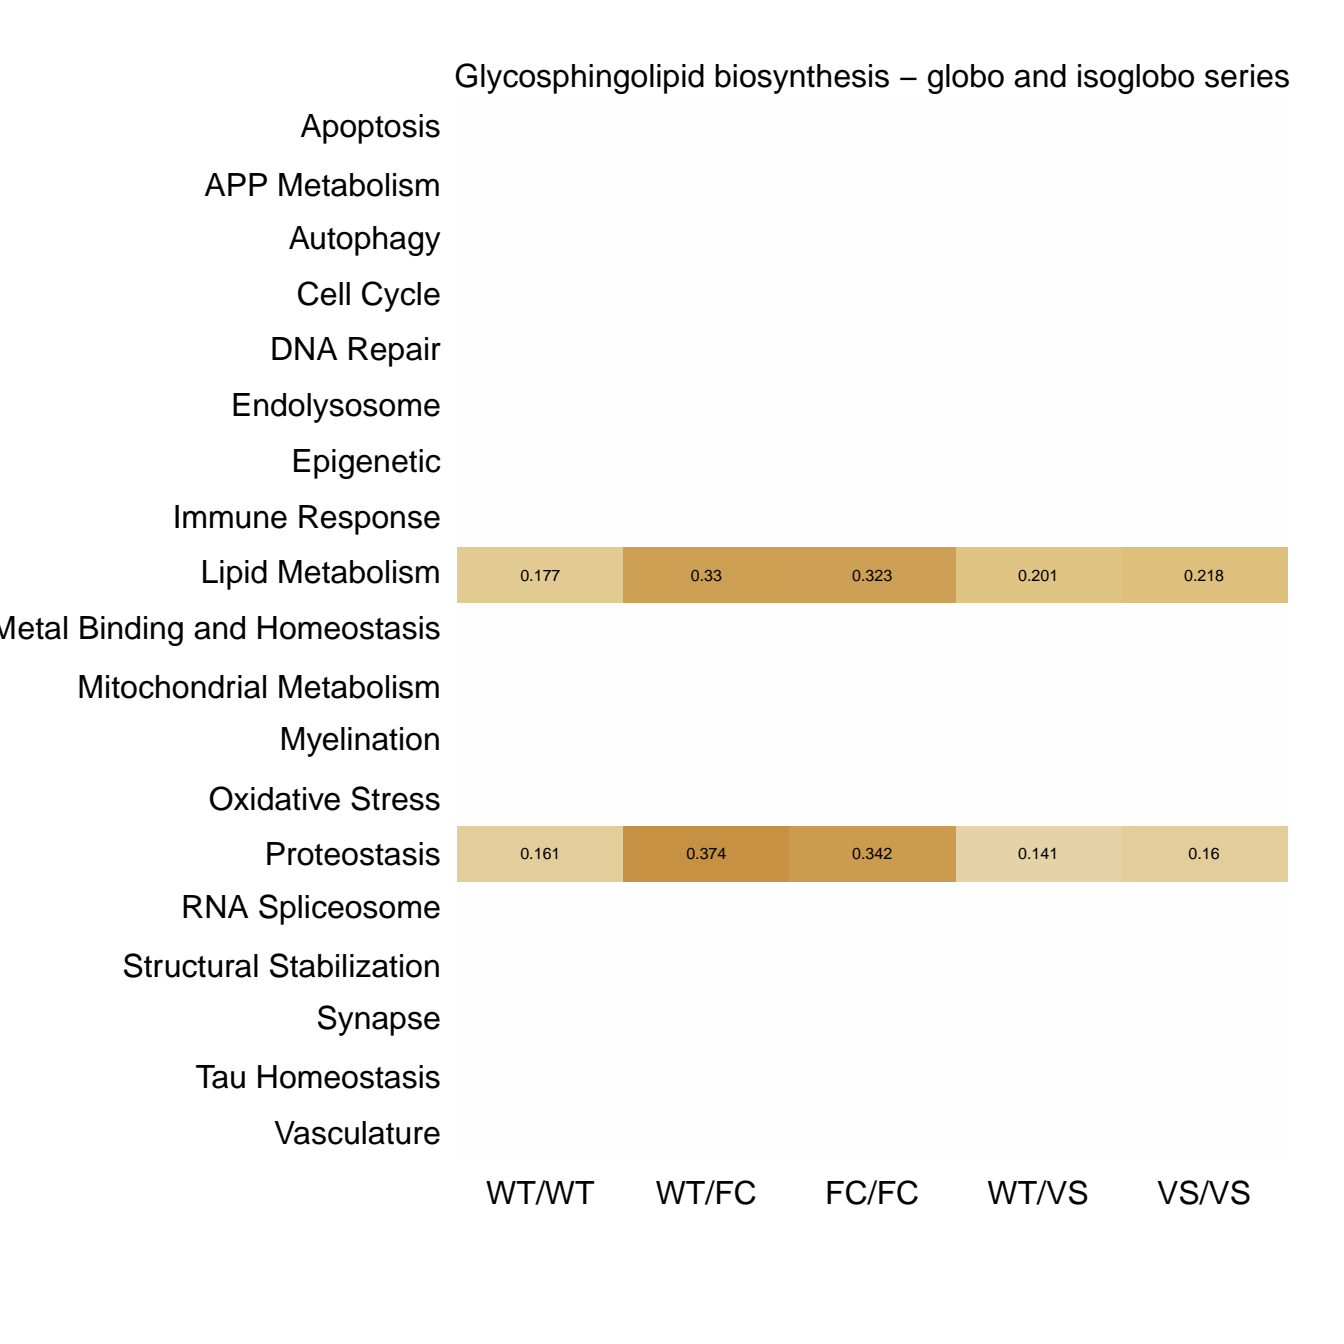 Glycosphingolipid biosynthesis – globo and isoglobo series
Apoptosis
APP Metabolism
Autophagy
Cell Cycle
DNA Repair
Endolysosome
Epigenetic
Immune Response
Lipid Metabolism 0.177 0.33 0.323 0.201 0.218
Metal Binding and Homeostasis
Mitochondrial Metabolism
Myelination
Oxidative Stress
Proteostasis 0.161 0.374 0.342 0.141 0.16
RNA Spliceosome
Structural Stabilization
Synapse
Tau Homeostasis
Vasculature
WT/WT WT/FC FC/FC WT/VS VS/VS